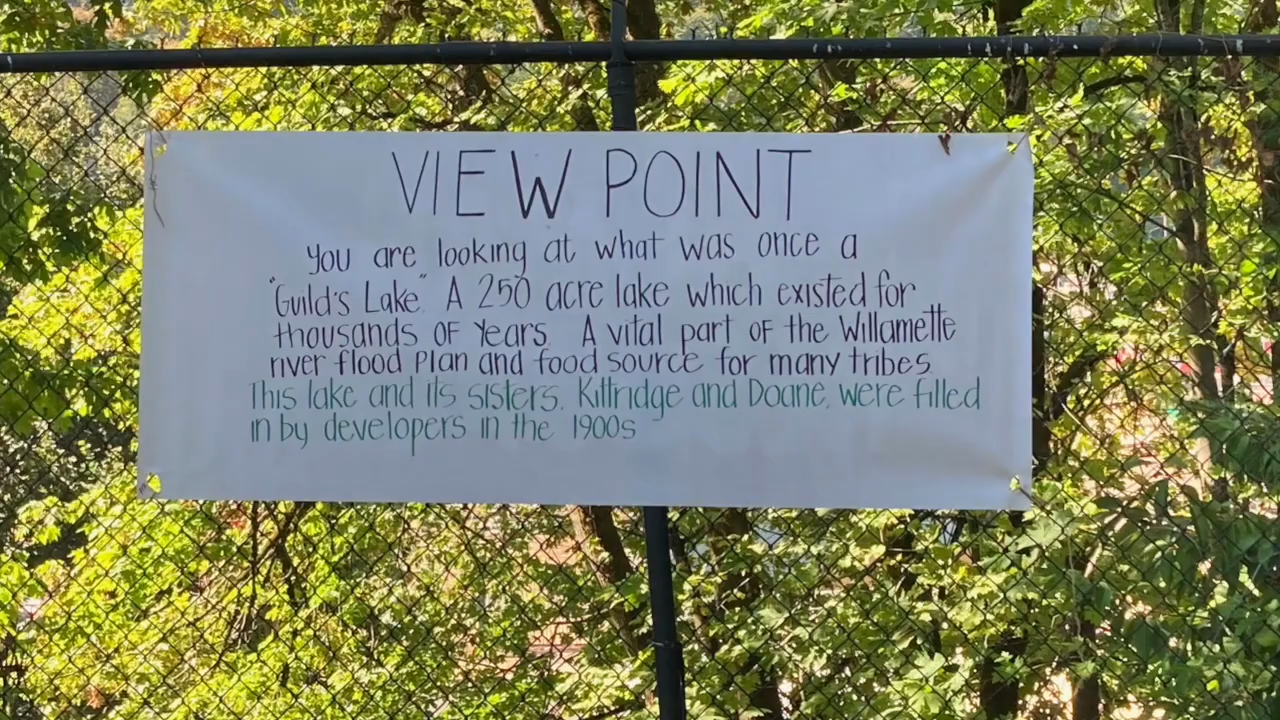 VIEW POINT
You are looking at what was once a
"Guild's Lake". A 250 acre lake which existed for
thousands of years. A vital part of the Willamette
river flood plan and food source for many tribes.
This lake and its sisters, Kittridge and Doane, were filled
in by developers in the 1900s